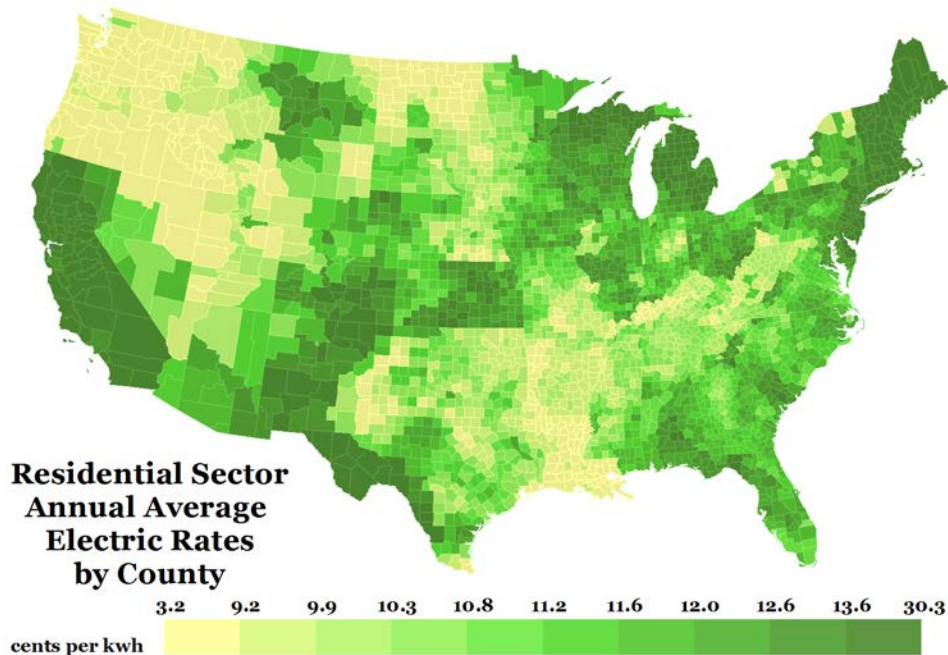 Residential Sector
Annual Average
Electric Rates
by County
3.2 9.2 9.9 10.3 10.8 11.2 11.6 12.0 12.6 13.6 30.3
cents per kwh